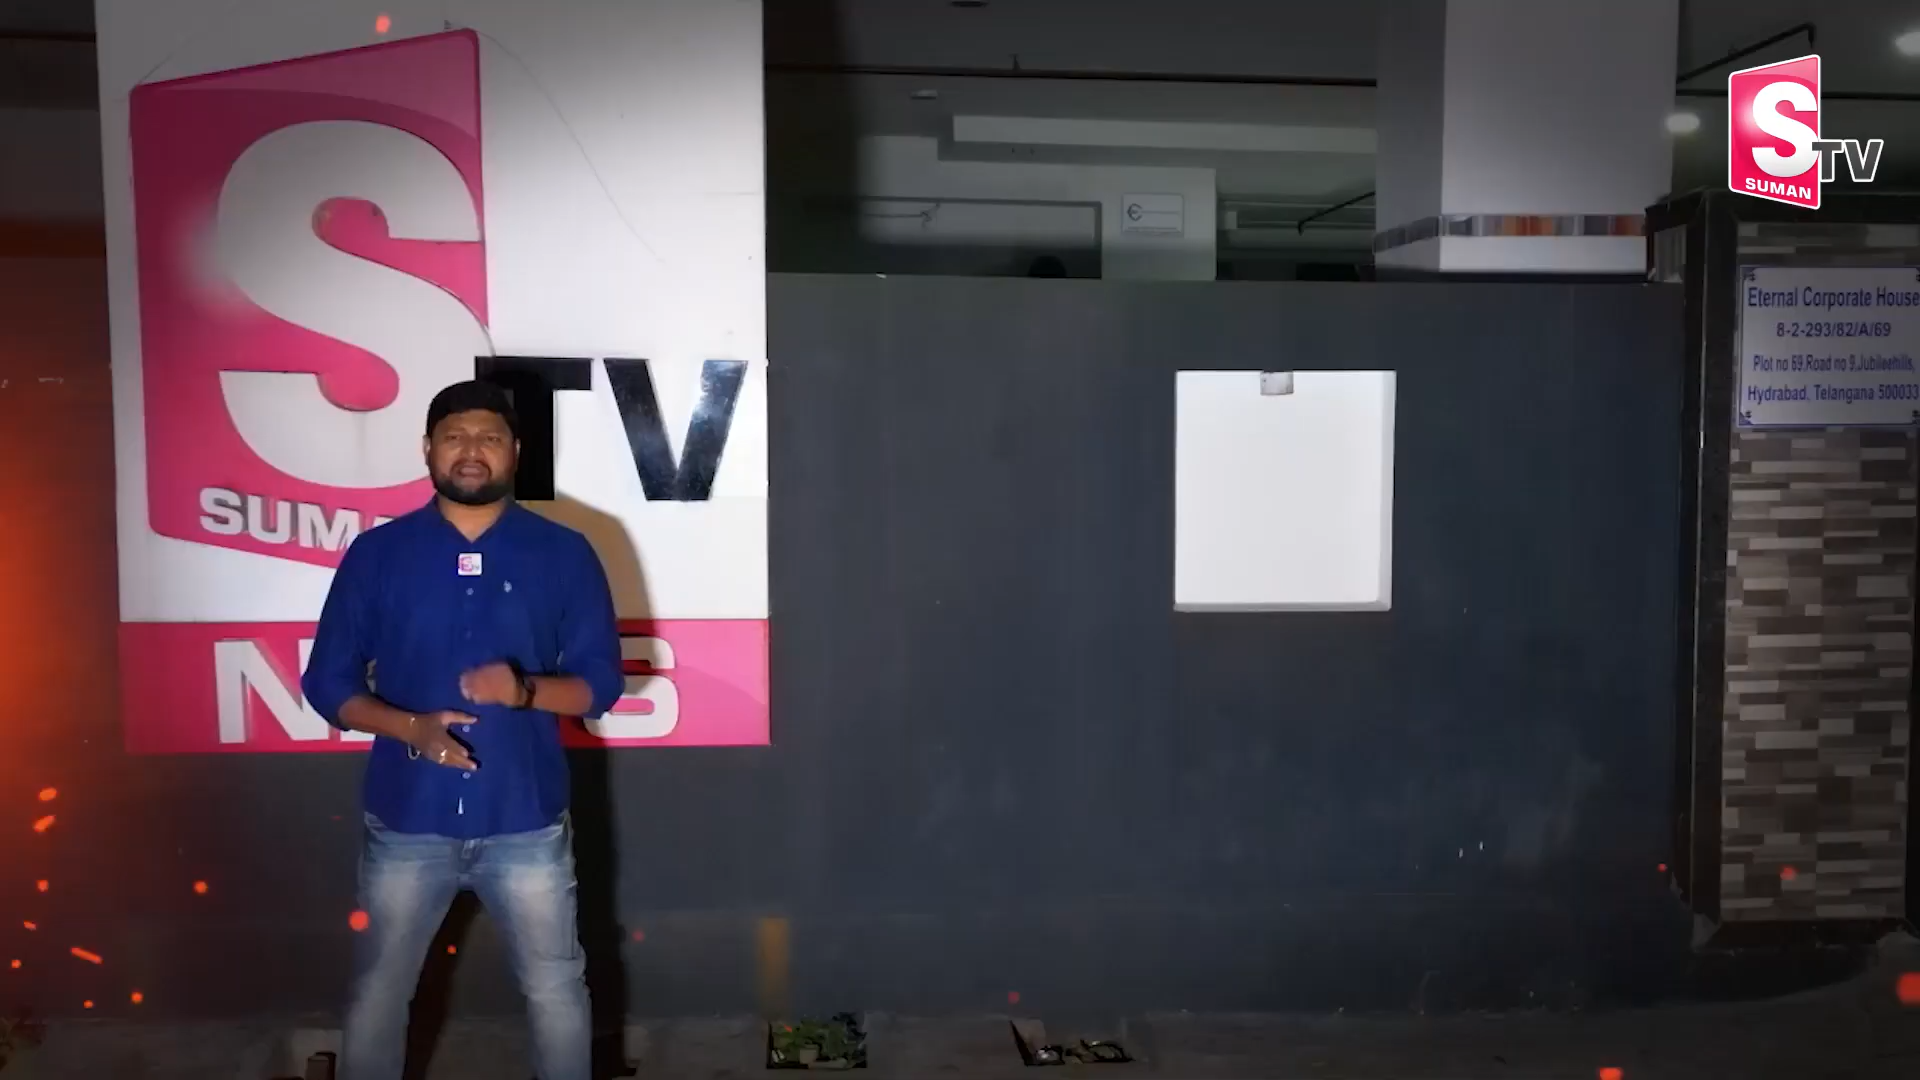 S
TV
SUMA
N
S
S
TV
SUMAN
Eternal Corporate House
8-2-293/82/A/69
Plot no 69,Road no 9,Jubileehills,
Hydrabad, Telangana 500033